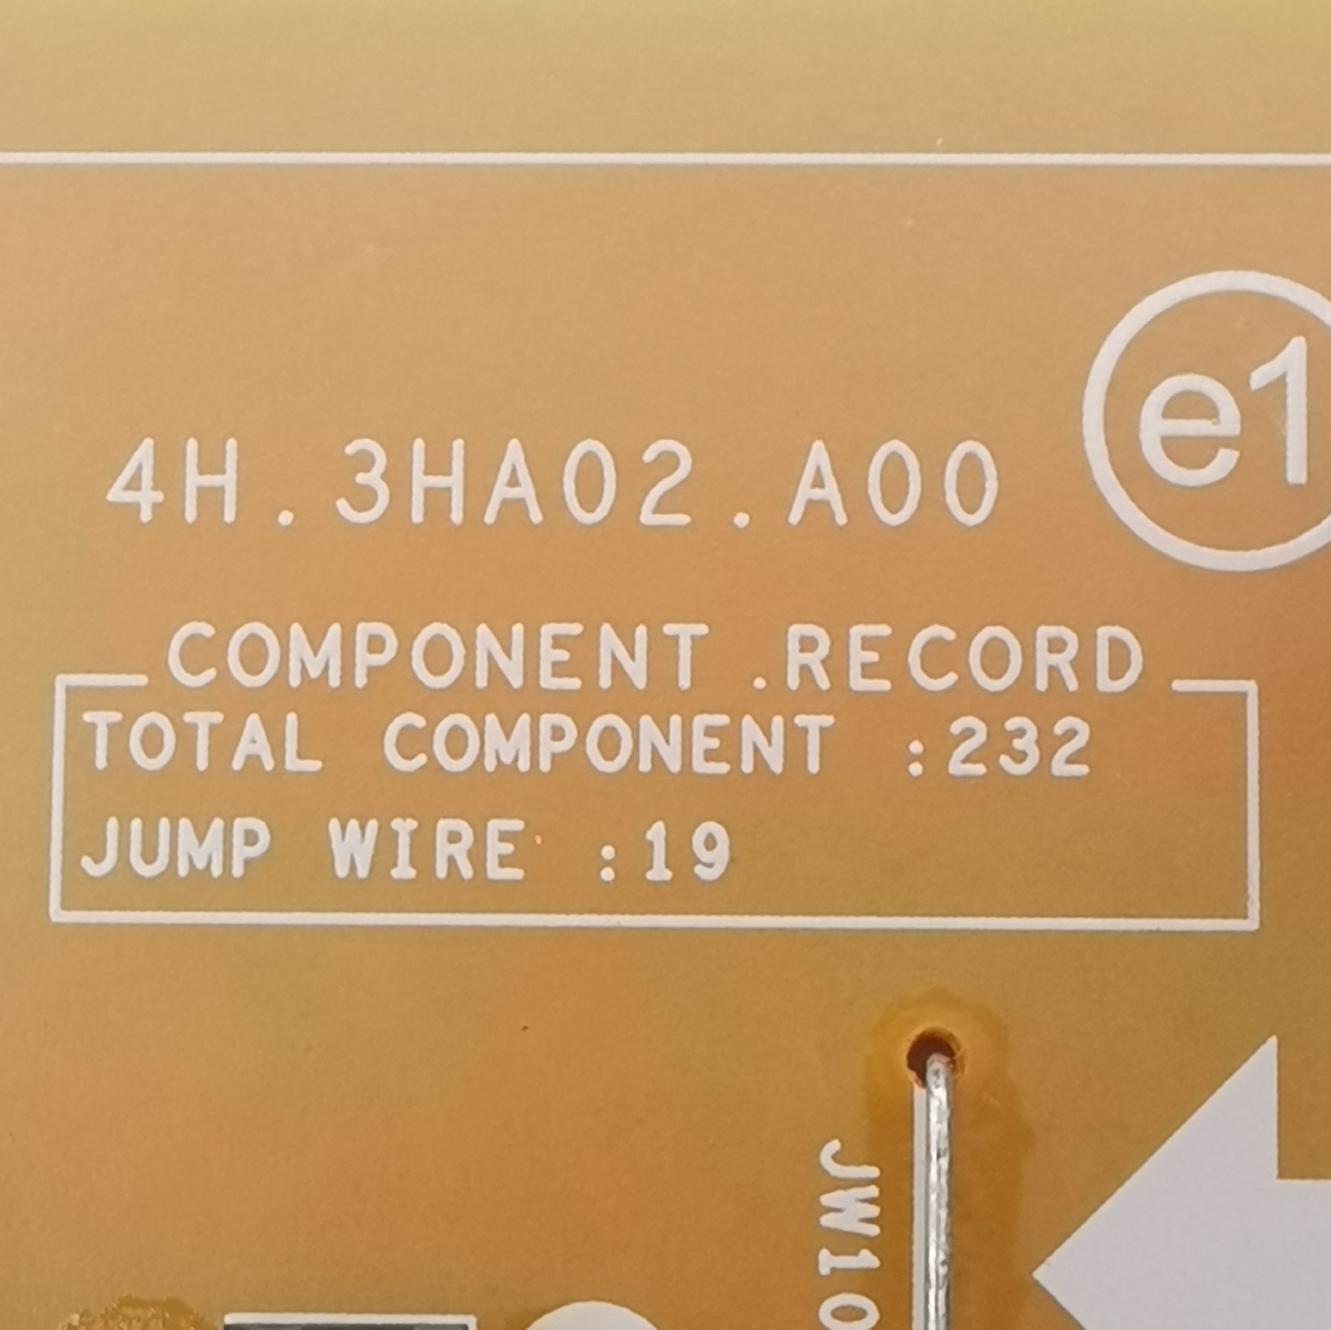 e1
4H.3HA02.A00
COMPONENT .RECORD
TOTAL COMPONENT :232
JUMP WIRE :19
JW10